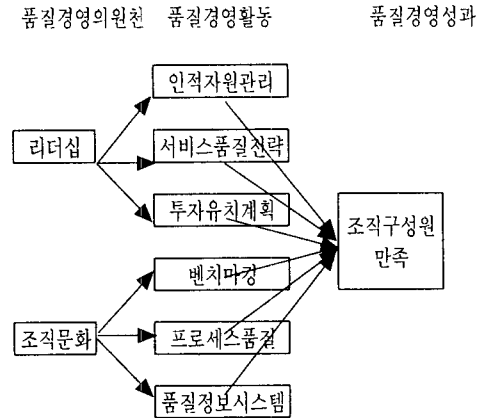 품질경영의원천 품질경영활동 품질경영성과
인적자원관리
리더십
서비스품질전략
투자유치계획
조직구성원
만족
벤치마킹
조직문화
프로세스품질
품질정보시스템